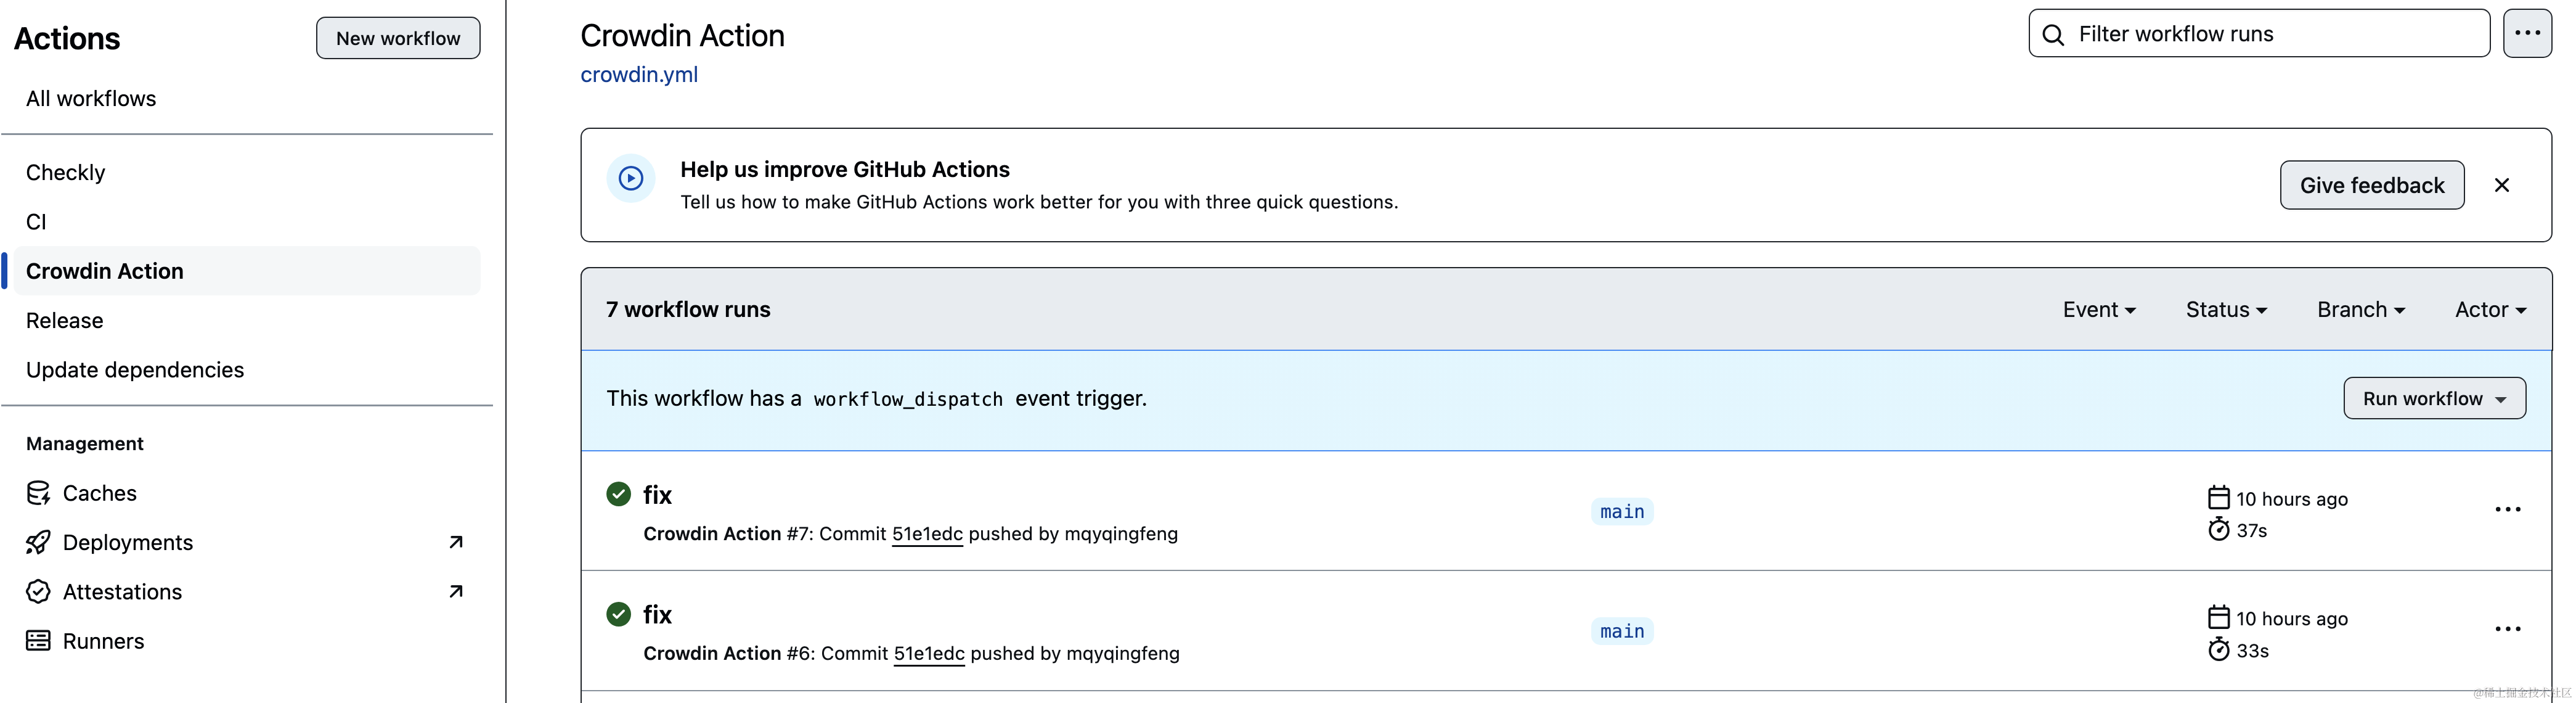 Actions
New workflow
All workflows
Checkly
CI
Crowdin Action
Release
Update dependencies
Management
Caches
Deployments
Attestations
Runners
Crowdin Action
crowdin.yml
Filter workflow runs
Help us improve GitHub Actions
Tell us how to make GitHub Actions work better for you with three quick questions.
Give feedback
7 workflow runs
Event
Status
Branch
Actor
This workflow has a workflow_dispatch event trigger.
Run workflow
fix
Crowdin Action #7: Commit 51e1edc pushed by mqyqingfeng
main
10 hours ago
37s
fix
Crowdin Action #6: Commit 51e1edc pushed by mqyqingfeng
main
10 hours ago
33s
@稀土掘金技术社区